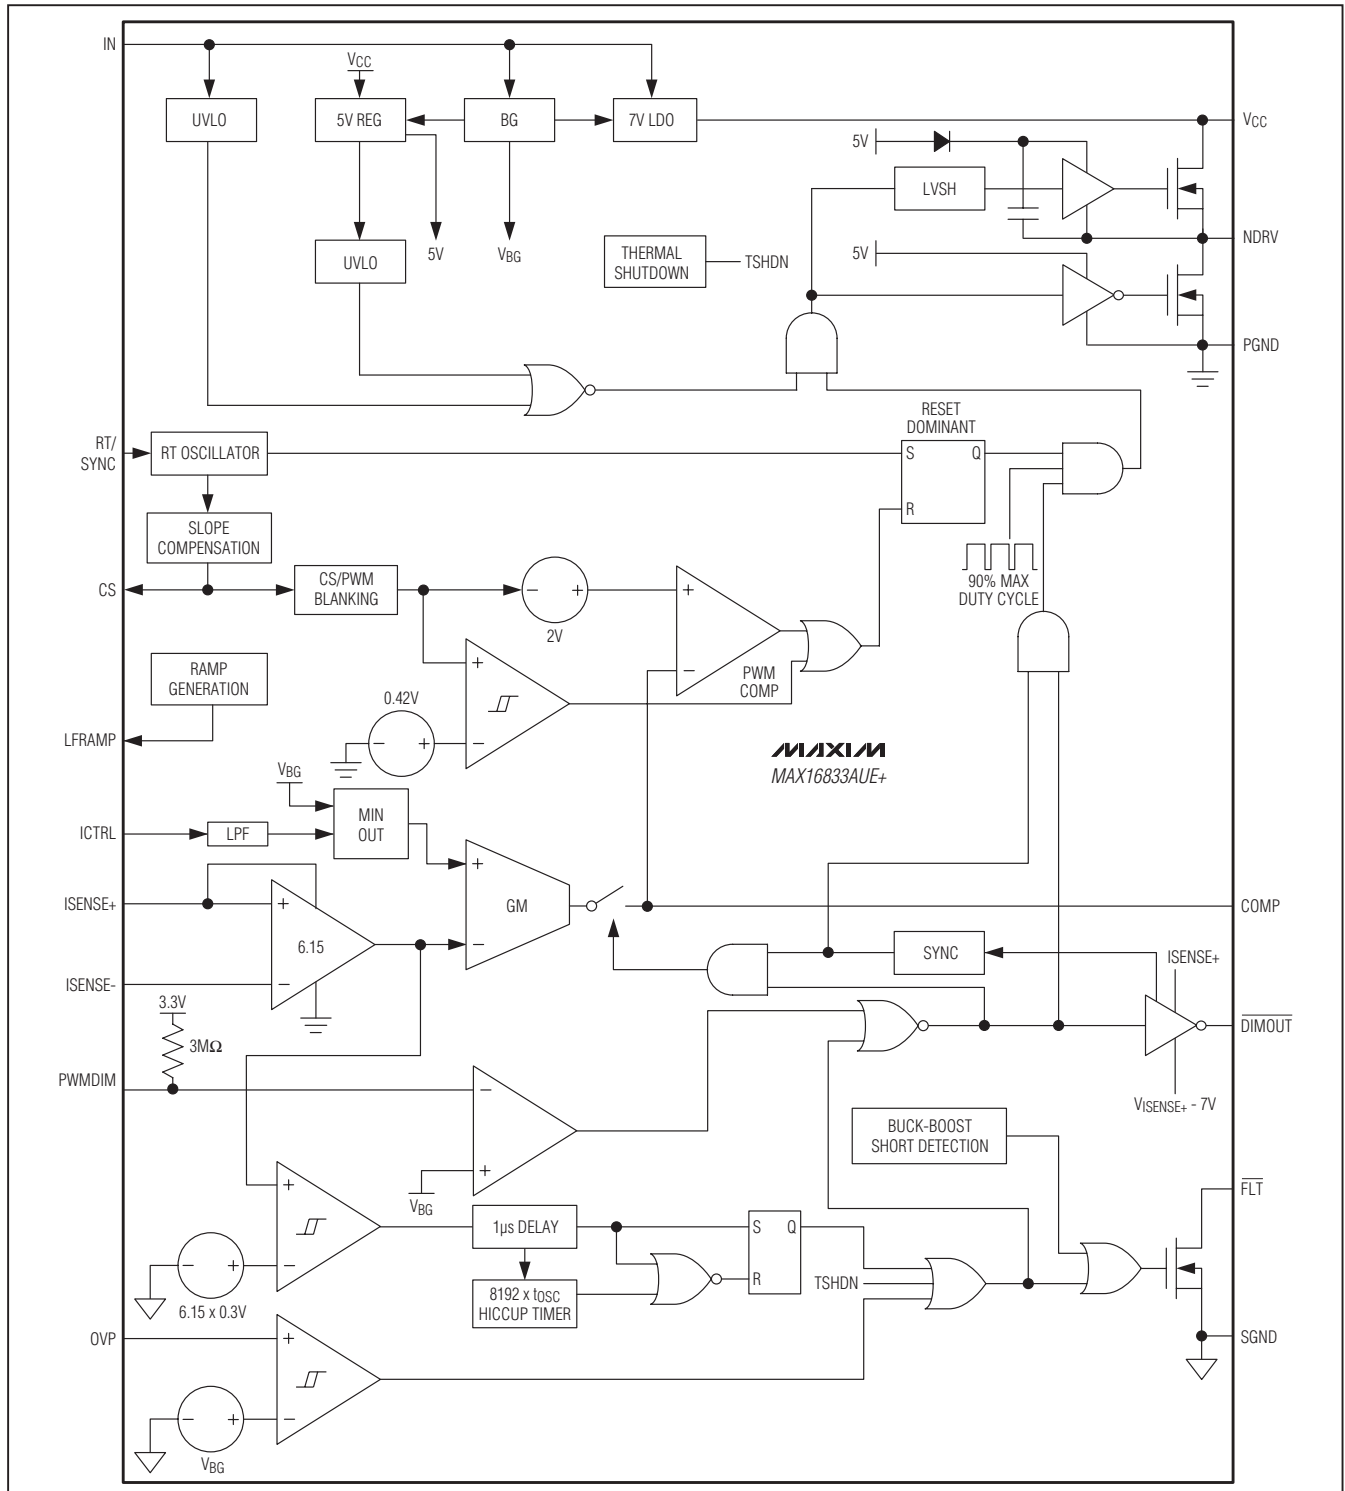 IN
VCC
UVLO
5V REG
BG
7V LDO
VCC
5V
LVSH
UVLO
5V
VBG
THERMAL
SHUTDOWN
TSHDN
5V
NDRV
PGND
RT/
SYNC
RT OSCILLATOR
RESET
DOMINANT
S Q
R
SLOPE
COMPENSATION
CS
CS/PWM
BLANKING
- +
2V
+
-
PWM
COMP
90% MAX
DUTY CYCLE
RAMP
GENERATION
LFRAMP
0.42V
- +
+
-
MAXIM
MAX16833AUE+
VBG
ICTRL
LPF
MIN
OUT
+
-
GM
COMP
ISENSE+
+
6.15
-
ISENSE-
SYNC
ISENSE+
DIMOUT
VISENSE+ - 7V
3.3V
3MΩ
PWMDIM
-
+
VBG
BUCK-BOOST
SHORT DETECTION
FLT
+
-
- +
6.15 x 0.3V
1µs DELAY
8192 x tOSC
HICCUP TIMER
S Q
R
TSHDN
SGND
OVP
+
-
- +
VBG